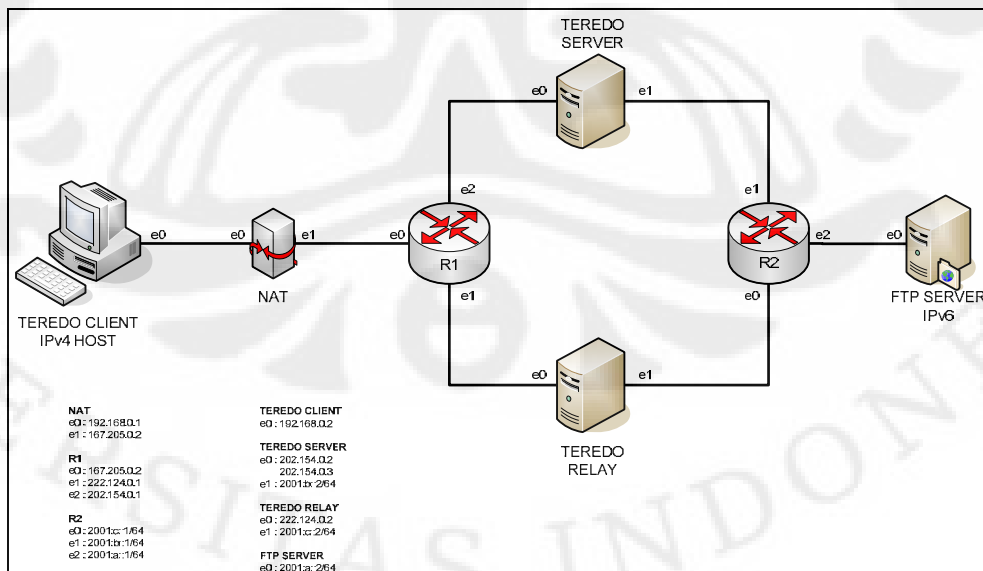 TEREDO
SERVER
e0
e1
e2
e1
e0
e0
e1
e0
R1
R2
e2
e0
NAT
e1
e0
FTP SERVER
IPv6
TEREDO CLIENT
IPv4 HOST
e0
e1
TEREDO
RELAY
NAT
e0 : 192.168.0.1
e1 : 167.205.0.2
R1
e0 : 167.205.0.2
e1 : 222.124.0.1
e2 : 202.154.0.1
R2
e0 : 2001:c::1/64
e1 : 2001:b::1/64
e2 : 2001:a::1/64
TEREDO CLIENT
e0 : 192.168.0.2
TEREDO SERVER
e0 : 202.154.0.2
202.154.0.3
e1 : 2001:b::2/64
TEREDO RELAY
e0 : 222.124.0.2
e1 : 2001:c::2/64
FTP SERVER
e0 : 2001:a::2/64
ERSITAS INDONE